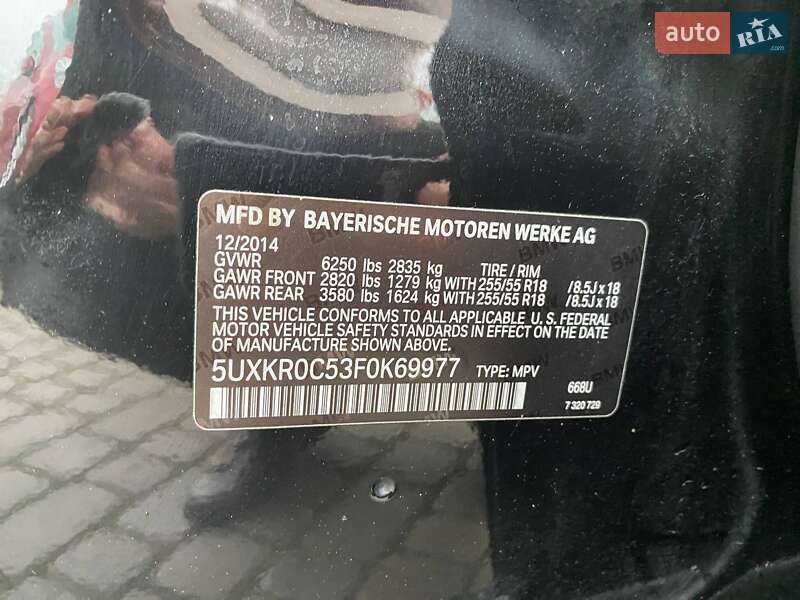 auto RIA.com
MFD BY BAYERISCHE MOTOREN WERKE AG
12/2014
GVWR 6250 lbs 2835 kg TIRE / RIM
GAWR FRONT 2820 lbs 1279 kg WITH 255/55 R18 /8.5J x 18
GAWR REAR 3580 lbs 1624 kg WITH 255/55 R18 /8.5J x 18
THIS VEHICLE CONFORMS TO ALL APPLICABLE U. S. FEDERAL
MOTOR VEHICLE SAFETY STANDARDS IN EFFECT ON THE DATE
OF MANUFACTURE SHOWN ABOVE.
5UXKR0C53F0K69977 TYPE: MPV 668U
7 320 729